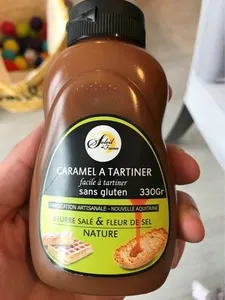 CARAMEL A TARTINER
facile à tartiner
sans gluten 330Gr
FABRICATION ARTISANALE - NOUVELLE AQUITAINE
BEURRE SALÉ & FLEUR DE SEL
NATURE